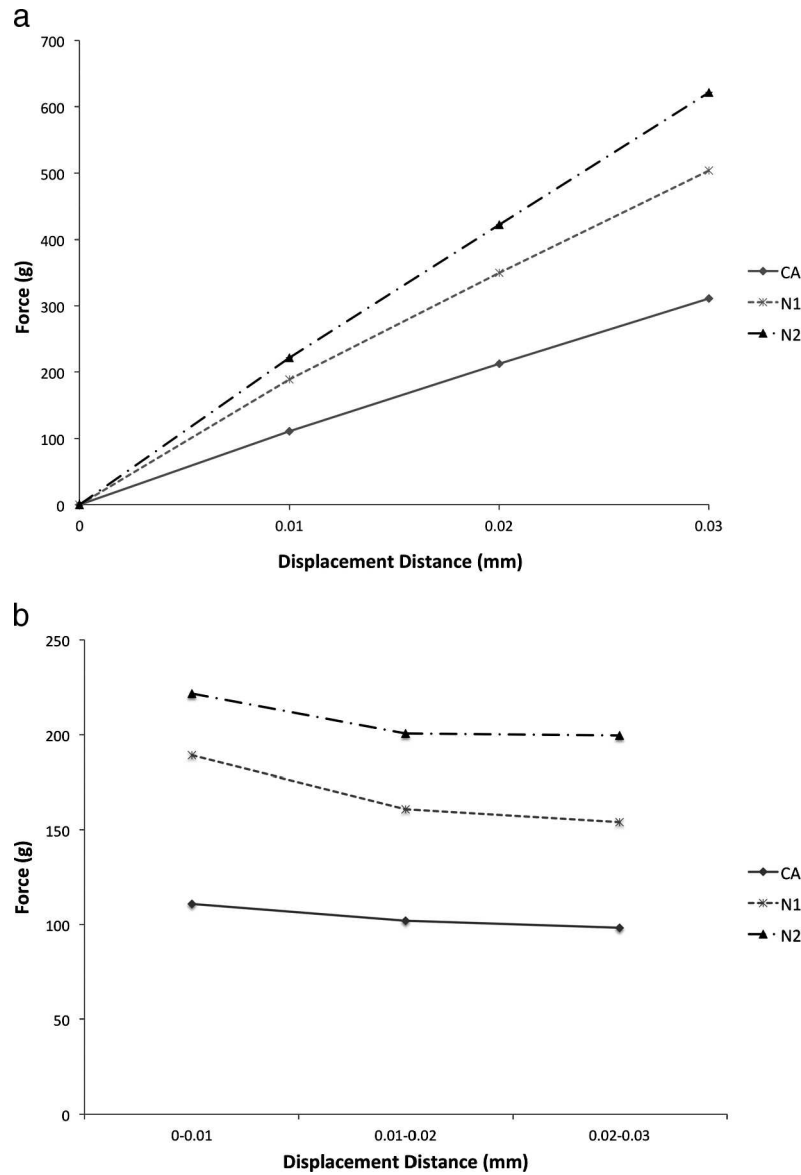 a
700
600
500
400
300
200
100
0
Force (g)
0 0.01 0.02 0.03
Displacement Distance (mm)
CA
N1
N2
b
250
200
150
100
50
0
Force (g)
0-0.01 0.01-0.02 0.02-0.03
Displacement Distance (mm)
CA
N1
N2